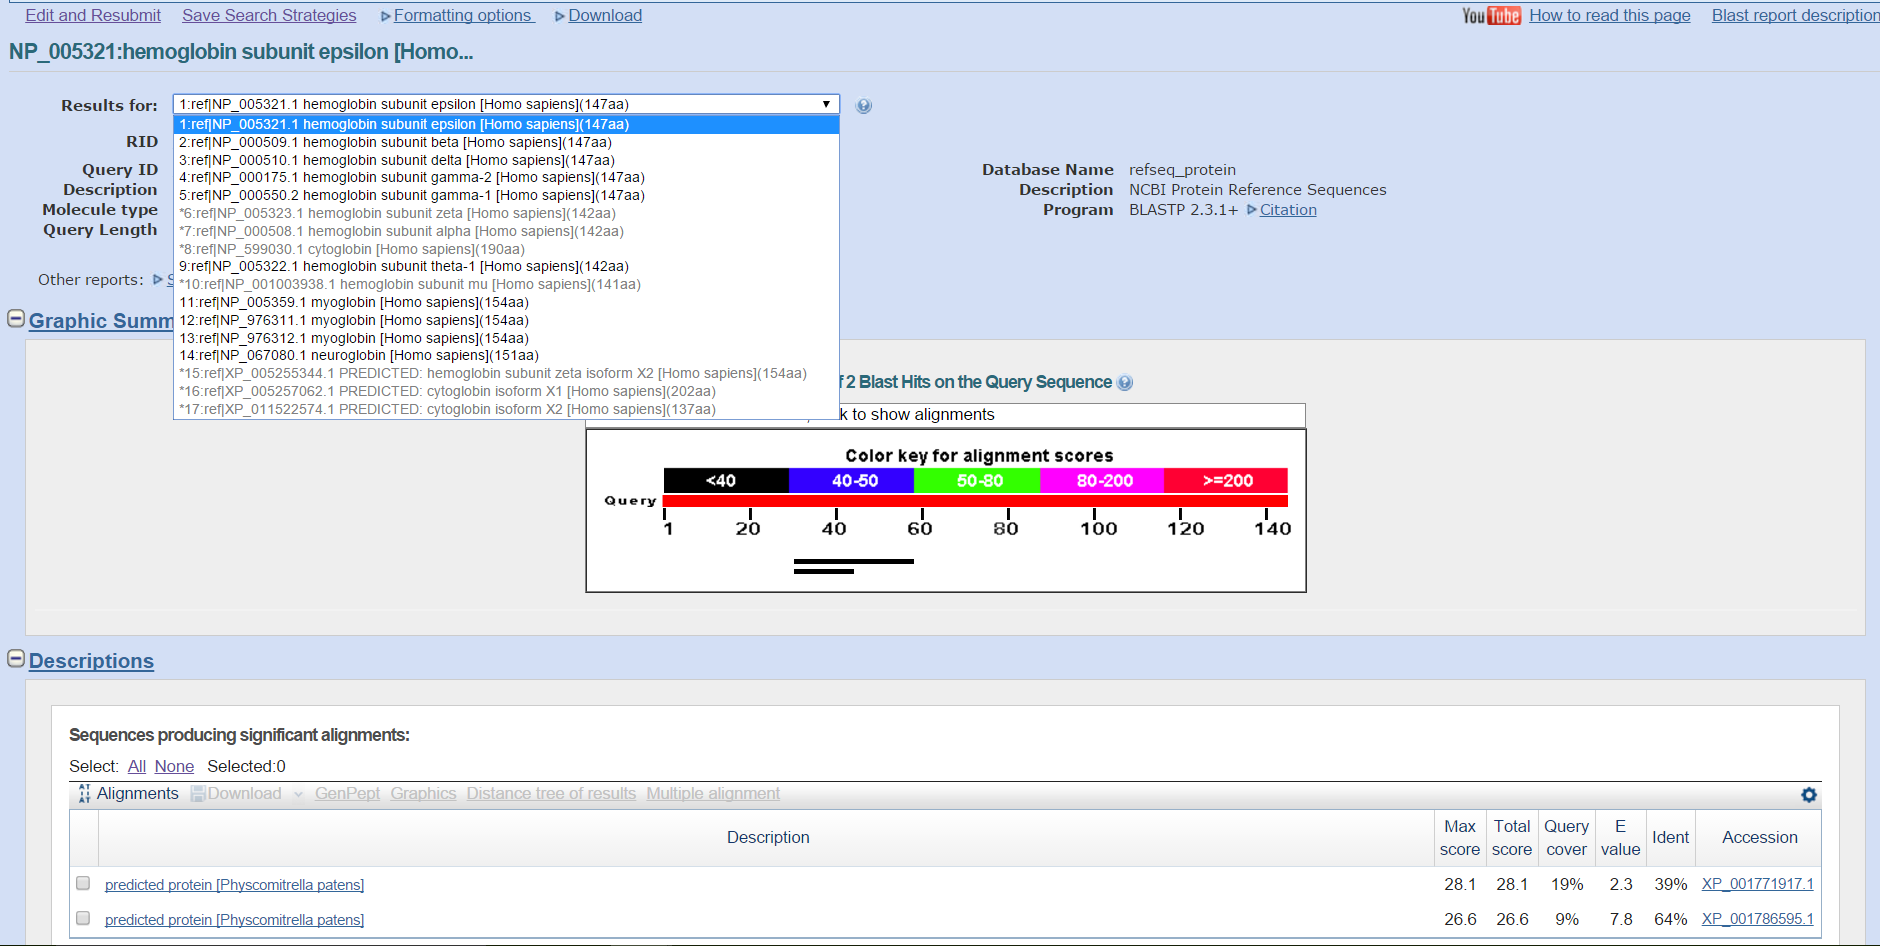 Edit and Resubmit Save Search Strategies Formatting options Download YouTube How to read this page Blast report description
NP_005321:hemoglobin subunit epsilon [Homo...
Results for: 1:ref|NP_005321.1 hemoglobin subunit epsilon [Homo sapiens](147aa)
1:ref|NP_005321.1 hemoglobin subunit epsilon [Homo sapiens](147aa)
RID 2:ref|NP_000509.1 hemoglobin subunit beta [Homo sapiens](147aa)
3:ref|NP_000510.1 hemoglobin subunit delta [Homo sapiens](147aa)
Query ID 4:ref|NP_000175.1 hemoglobin subunit gamma-2 [Homo sapiens](147aa) Database Name refseq_protein
Description 5:ref|NP_000550.2 hemoglobin subunit gamma-1 [Homo sapiens](147aa) Description NCBI Protein Reference Sequences
Molecule type *6:ref|NP_005323.1 hemoglobin subunit zeta [Homo sapiens](142aa) Program BLASTP 2.3.1+ Citation
Query Length *7:ref|NP_000508.1 hemoglobin subunit alpha [Homo sapiens](142aa)
*8:ref|NP_599030.1 cytoglobin [Homo sapiens](190aa)
9:ref|NP_005322.1 hemoglobin subunit theta-1 [Homo sapiens](142aa)
Other reports: S *10:ref|NP_001003938.1 hemoglobin subunit mu [Homo sapiens](141aa)
11:ref|NP_005359.1 myoglobin [Homo sapiens](154aa)
Graphic Summ 12:ref|NP_976311.1 myoglobin [Homo sapiens](154aa)
13:ref|NP_976312.1 myoglobin [Homo sapiens](154aa)
14:ref|NP_067080.1 neuroglobin [Homo sapiens](151aa)
*15:ref|XP_005255344.1 PREDICTED: hemoglobin subunit zeta isoform X2 [Homo sapiens](154aa)
*16:ref|XP_005257062.1 PREDICTED: cytoglobin isoform X1 [Homo sapiens](202aa)
*17:ref|XP_011522574.1 PREDICTED: cytoglobin isoform X2 [Homo sapiens](137aa)
f 2 Blast Hits on the Query Sequence
k to show alignments
Color key for alignment scores
<40 40-50 50-80 80-200 >=200
Query
1 20 40 60 80 100 120 140
Descriptions
Sequences producing significant alignments:
Select: All None Selected:0
Alignments Download GenPept Graphics Distance tree of results Multiple alignment
Description Max score Total score Query cover E value Ident Accession
predicted protein [Physcomitrella patens] 28.1 28.1 19% 2.3 39% XP_001771917.1
predicted protein [Physcomitrella patens] 26.6 26.6 9% 7.8 64% XP_001786595.1